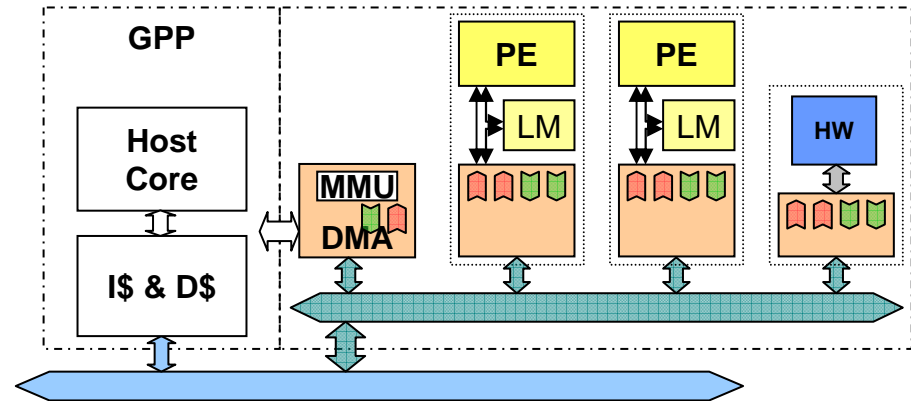 GPP
Host
Core
I$ & D$
MMU
DMA
PE
LM
PE
LM
HW